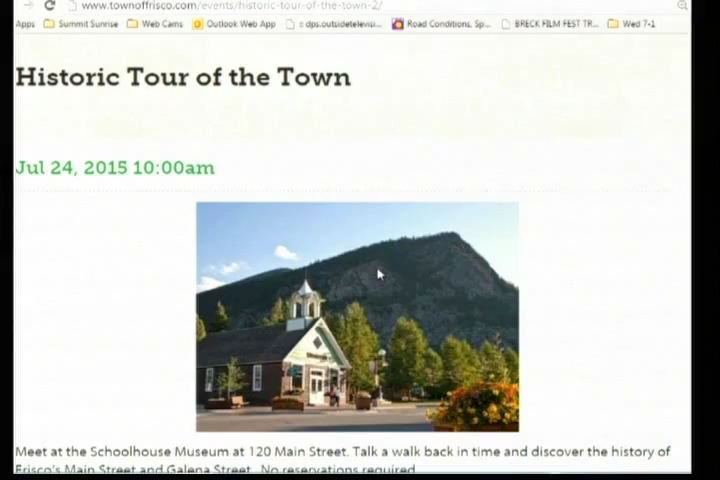 www.townoffrisco.com/events/historic-tour-of-the-town-2/
Apps Summit Sunrise Web Cams Outlook Web App dps.outsidetelevisi... Road Conditions, Sp... BRECK FILM FEST TR... Wed 7-1
Historic Tour of the Town
Jul 24, 2015 10:00am
Meet at the Schoolhouse Museum at 120 Main Street. Talk a walk back in time and discover the history of
Frisco's Main Street and Galena Street. No reservations required